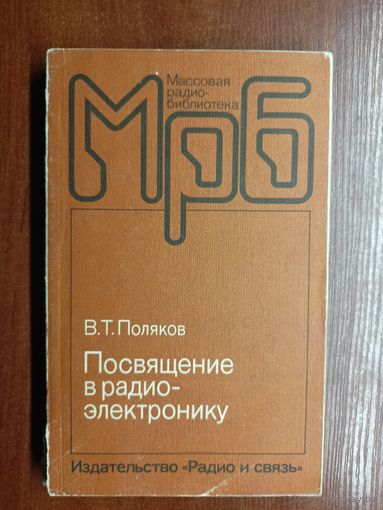 Массовая
радио-
библиотека
Мрб
В.Т. Поляков
Посвящение
в радио-
электронику
Издательство «Радио и связь»